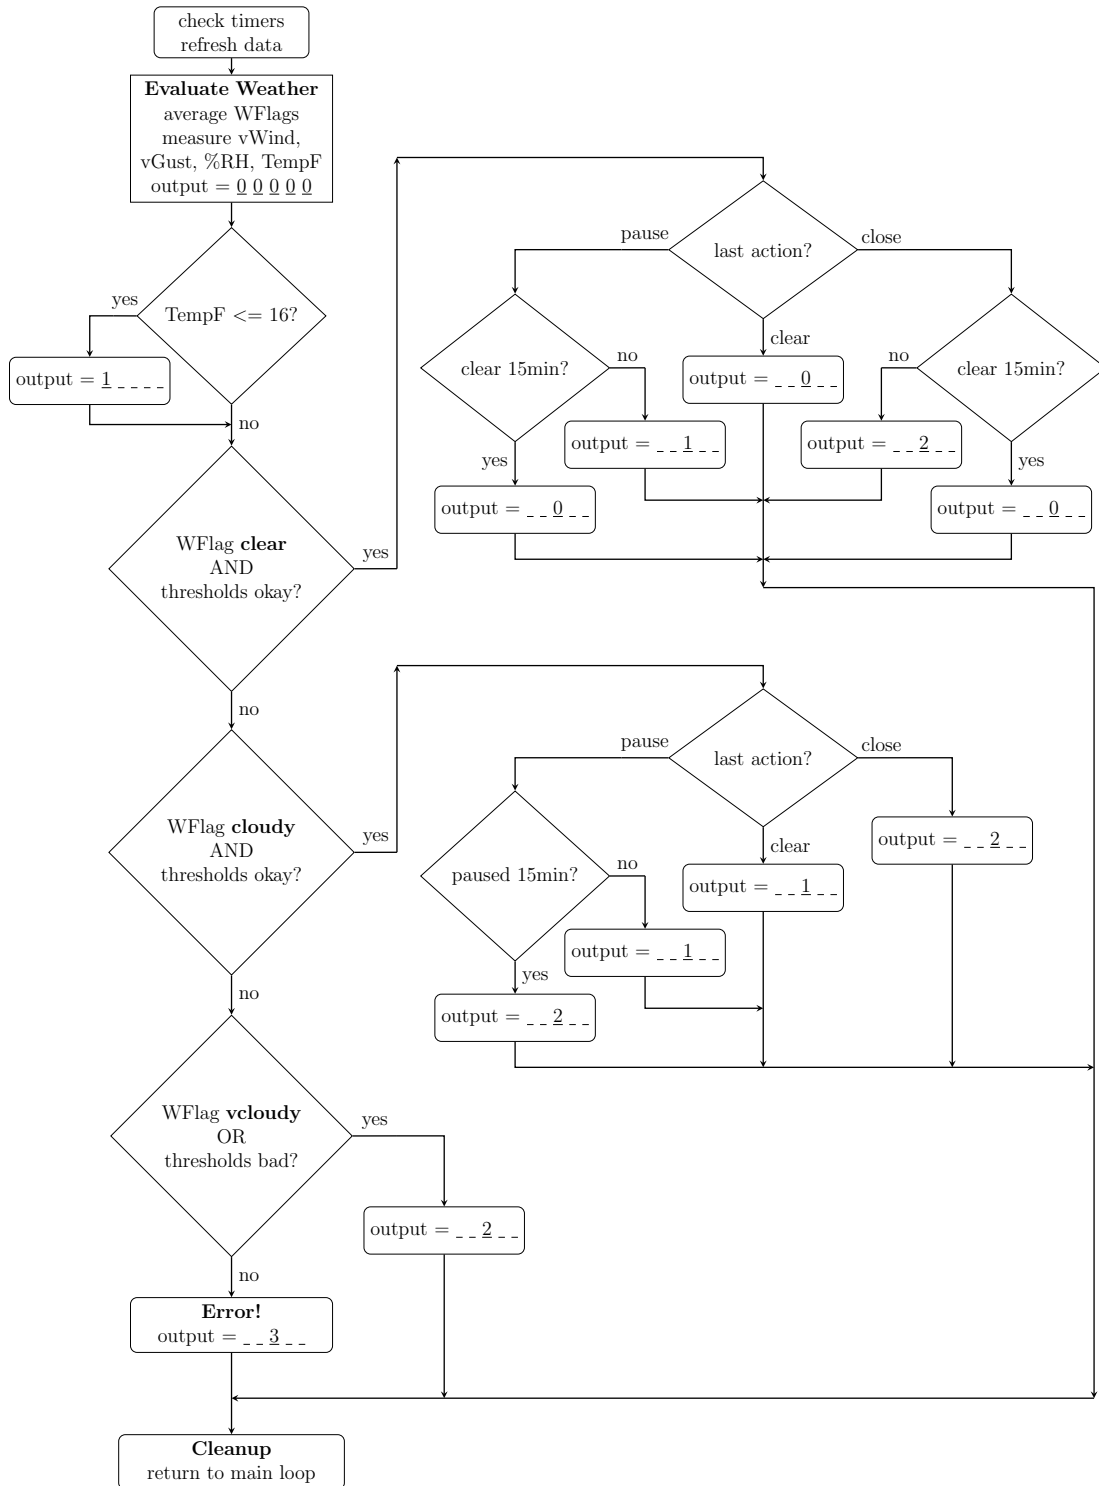 check timers
refresh data
Evaluate Weather
average WFlags
measure vWind,
vGust, %RH, TempF
output = 0 0 0 0 0
TempF <= 16?
yes
output = 1 _ _ _ _
no
WFlag clear
AND
thresholds okay?
yes
last action?
pause
close
clear
clear 15min?
no
yes
output = _ _ 1 _ _
output = _ _ 0 _ _
output = _ _ 0 _ _
clear 15min?
no
yes
output = _ _ 2 _ _
output = _ _ 0 _ _
no
WFlag cloudy
AND
thresholds okay?
yes
last action?
pause
close
clear
paused 15min?
no
yes
output = _ _ 1 _ _
output = _ _ 2 _ _
output = _ _ 1 _ _
output = _ _ 2 _ _
no
WFlag vcloudy
OR
thresholds bad?
yes
output = _ _ 2 _ _
no
Error!
output = _ _ 3 _ _
Cleanup
return to main loop